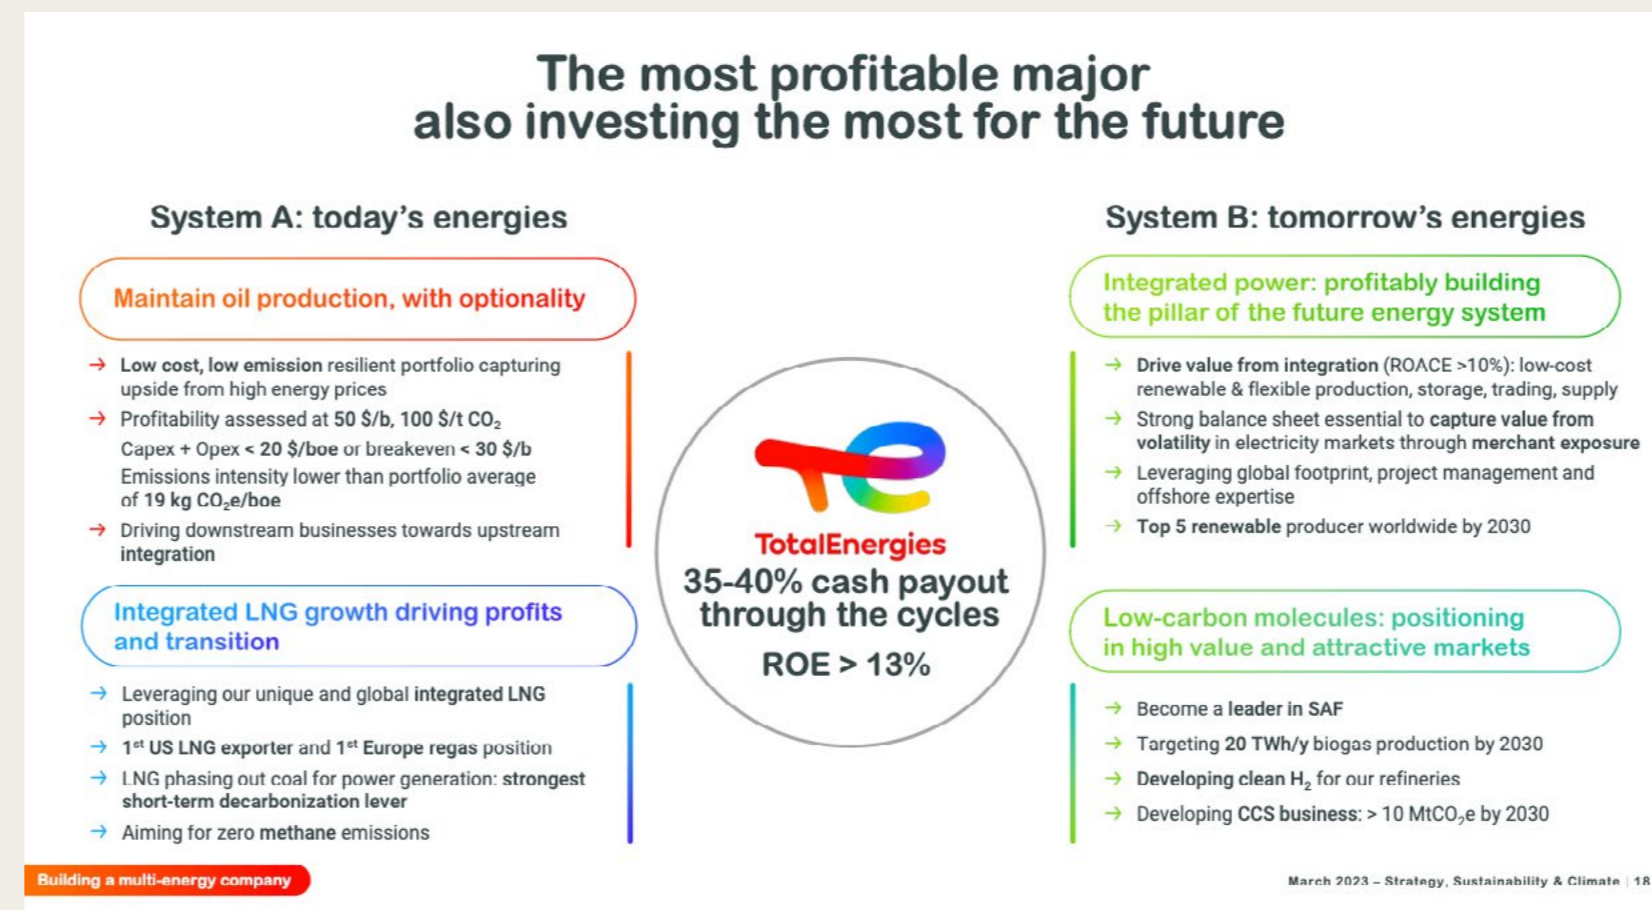 The most profitable major
also investing the most for the future
System A: today's energies
Maintain oil production, with optionality
→ Low cost, low emission resilient portfolio capturing
upside from high energy prices
→ Profitability assessed at 50 $/b, 100 $/t CO₂
Capex + Opex < 20 $/boe or breakeven < 30 $/b
Emissions intensity lower than portfolio average
of 19 kg CO₂e/boe
→ Driving downstream businesses towards upstream
integration
Integrated LNG growth driving profits
and transition
→ Leveraging our unique and global integrated LNG
position
→ 1st US LNG exporter and 1st Europe regas position
→ LNG phasing out coal for power generation: strongest
short-term decarbonization lever
→ Aiming for zero methane emissions
TotalEnergies
35-40% cash payout
through the cycles
ROE > 13%
System B: tomorrow's energies
Integrated power: profitably building
the pillar of the future energy system
→ Drive value from integration (ROACE >10%): low-cost
renewable & flexible production, storage, trading, supply
→ Strong balance sheet essential to capture value from
volatility in electricity markets through merchant exposure
→ Leveraging global footprint, project management and
offshore expertise
→ Top 5 renewable producer worldwide by 2030
Low-carbon molecules: positioning
in high value and attractive markets
→ Become a leader in SAF
→ Targeting 20 TWh/y biogas production by 2030
→ Developing clean H₂ for our refineries
→ Developing CCS business: > 10 MtCO₂e by 2030
Building a multi-energy company
March 2023 – Strategy, Sustainability & Climate | 18